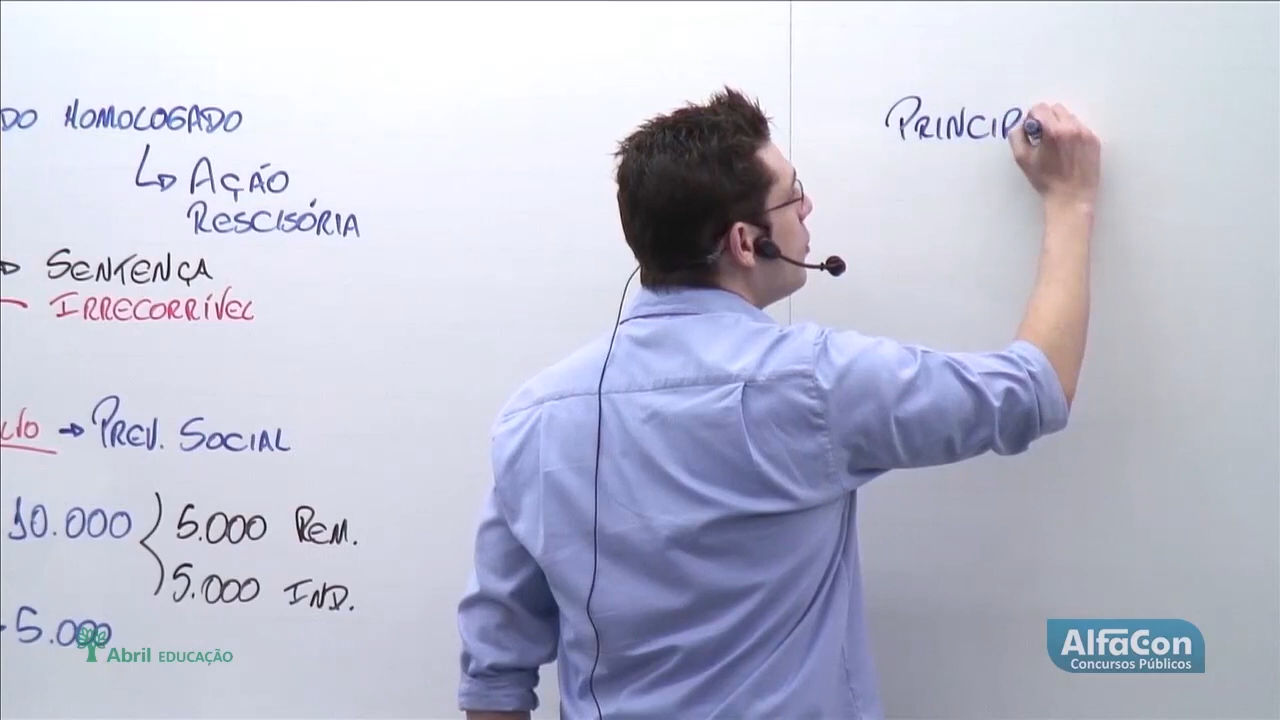 DO HOMOLOGADO
AÇÃO
RESCISÓRIA
SENTENÇA
IRRECORRÍVEL
PREV. SOCIAL
10.000
5.000 REM.
5.000 IND.
5.000
PRINCIP
Abril EDUCAÇÃO
AlfaCon
Concursos Públicos